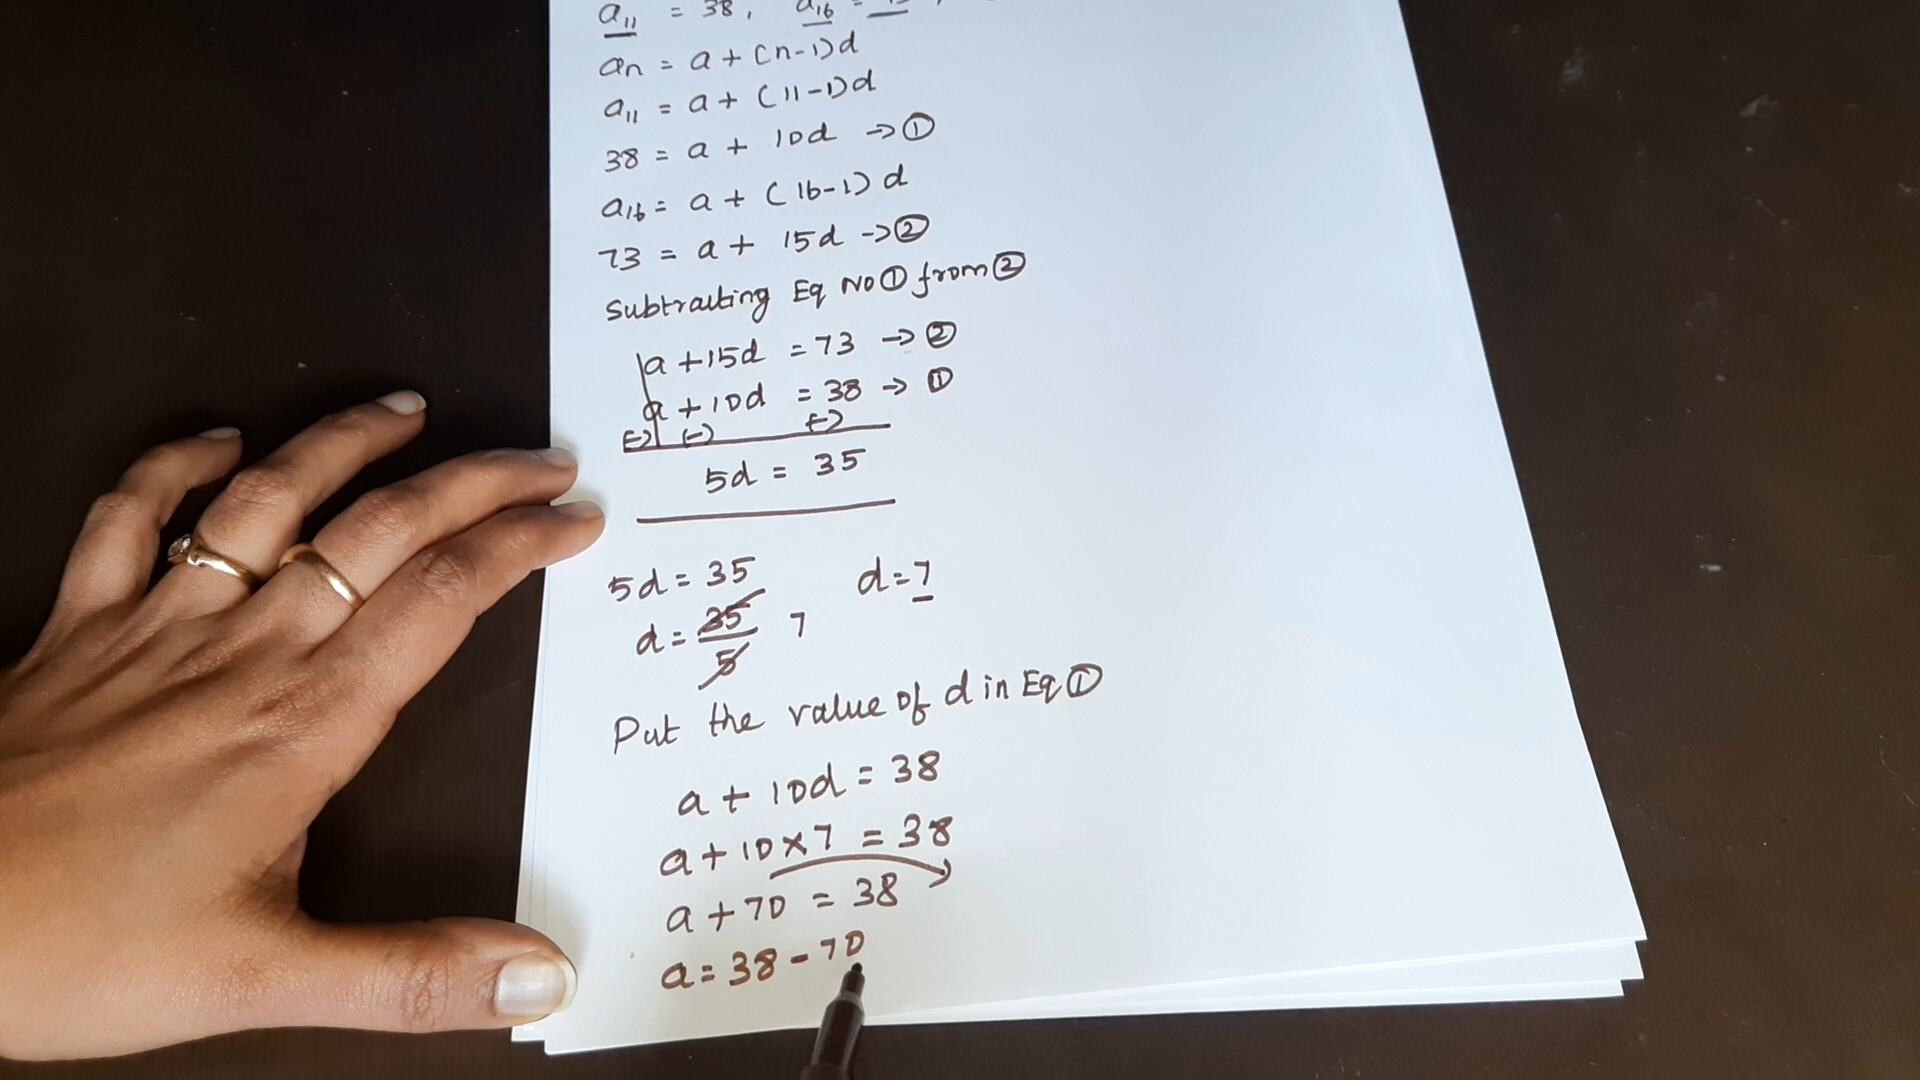 a11 = 38, a16 =
an = a + (n-1)d
a11 = a + (11-1)d
38 = a + 10d → ①
a16 = a + (16-1) d
73 = a + 15d → ②
Subtracting Eq No ① from ②
a + 15d = 73 → ②
a + 10d = 38 → ①
(-) (-) (-)
5d = 35
5d = 35 d = 7
d = 35/5 7
Put the value of d in Eq ①
a + 10d = 38
a + 10 × 7 = 38
a + 70 = 38
a = 38 - 70